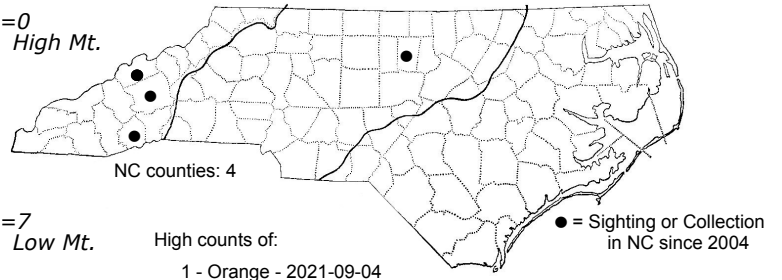 =0
High Mt.
NC counties: 4
=7
Low Mt.
High counts of:
1 - Orange - 2021-09-04
● = Sighting or Collection
in NC since 2004